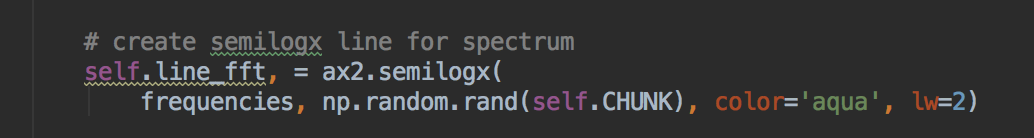 # create semilogx line for spectrum
self.line_fft, = ax2.semilogx(
frequencies, np.random.rand(self.CHUNK), color='aqua', lw=2)